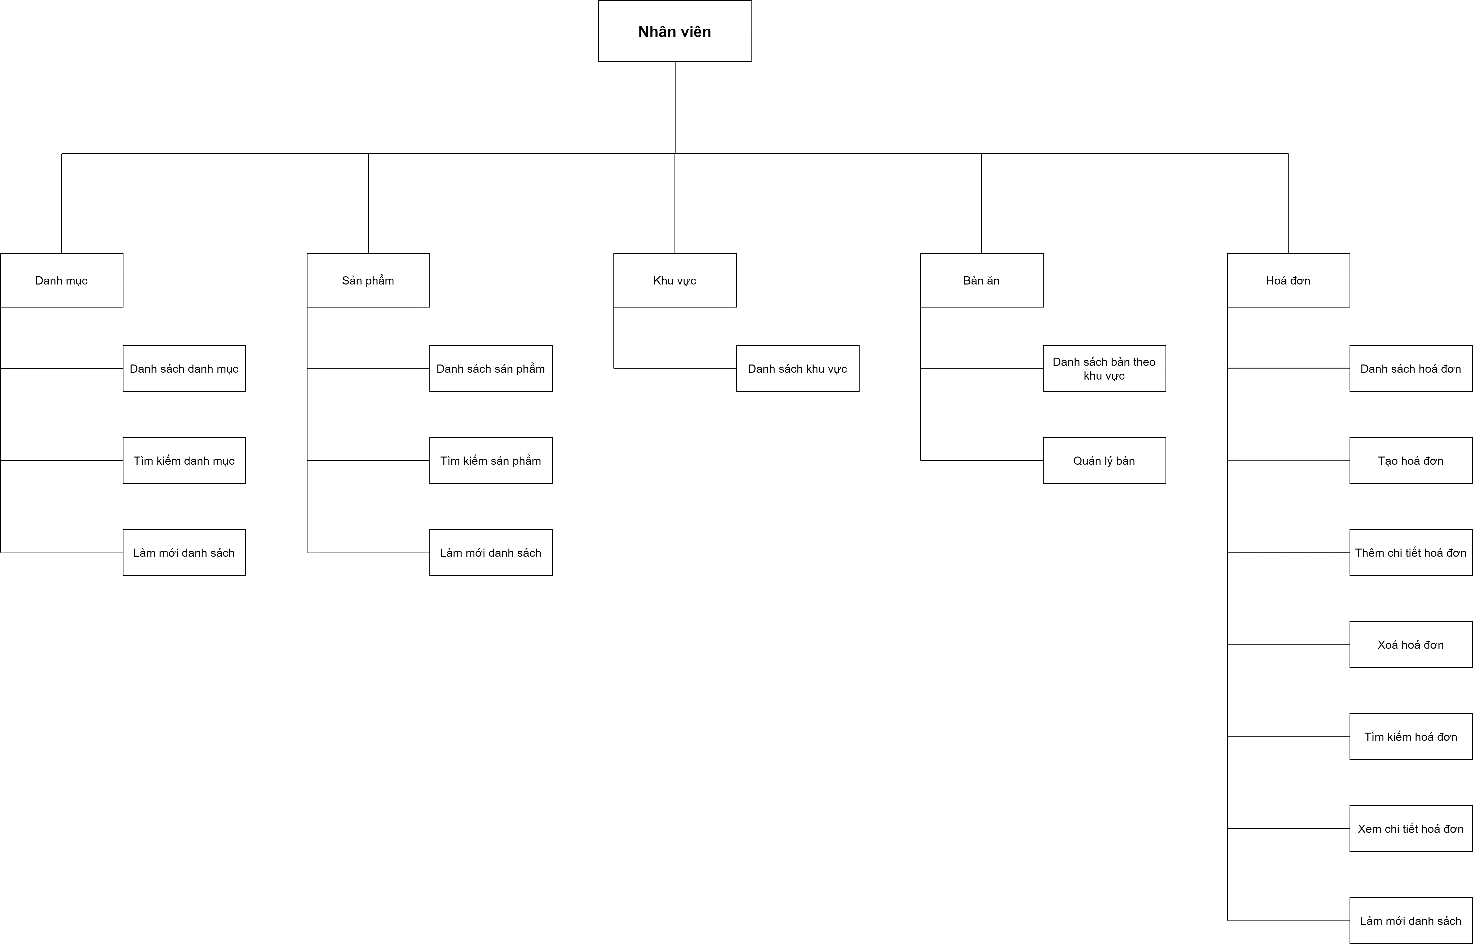 Nhân viên
Danh mục
Sản phẩm
Khu vực
Bàn ăn
Hoá đơn
Danh sách danh mục
Danh sách sản phẩm
Danh sách khu vực
Danh sách bàn theo
khu vực
Danh sách hoá đơn
Tìm kiếm danh mục
Tìm kiếm sản phẩm
Quản lý bàn
Tạo hoá đơn
Làm mới danh sách
Làm mới danh sách
Thêm chi tiết hoá đơn
Xoá hoá đơn
Tìm kiếm hoá đơn
Xem chi tiết hoá đơn
Làm mới danh sách